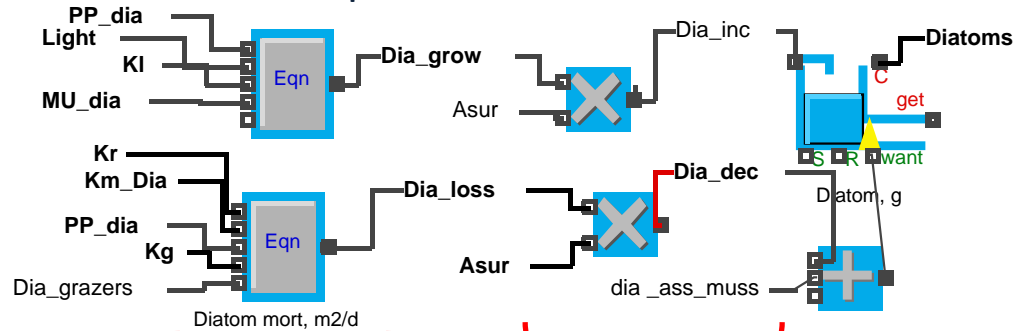 PP_dia
Light
Kl
MU_dia
Eqn
Dia_grow
Asur
Dia_inc
Diatoms
C
get
S
R
want
Diatom, g
Kr
Km_Dia
PP_dia
Kg
Dia_grazers
Eqn
Diatom mort, m2/d
Dia_loss
Asur
Dia_dec
dia _ass_muss